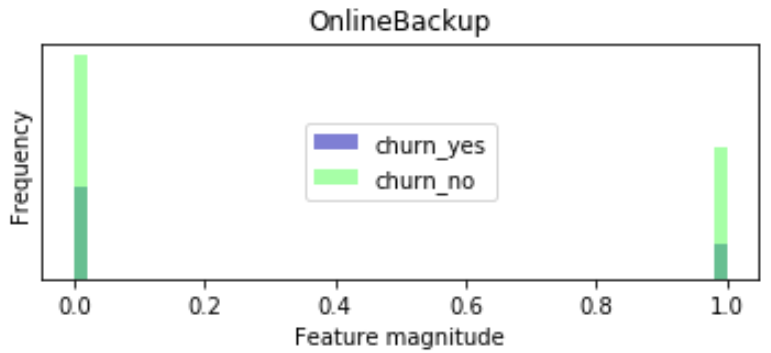 OnlineBackup
Frequency
churn_yes
churn_no
0.0 0.2 0.4 0.6 0.8 1.0
Feature magnitude